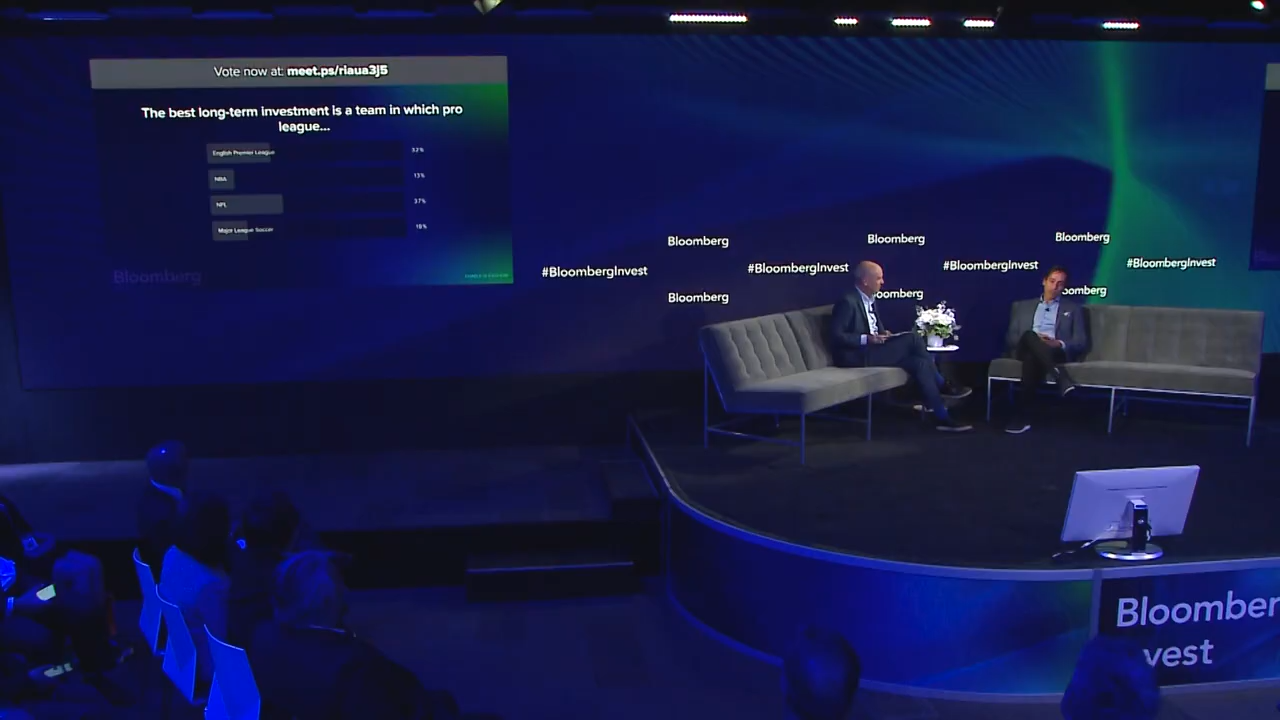 Vote now at: meet.ps/riaua3j5
The best long-term investment is a team in which pro
league...
English Premier League 32%
NBA 13%
NFL 37%
Major League Soccer 18%
Bloomberg
Bloomberg
Bloomberg
Bloomberg
#BloombergInvest
#BloombergInvest
#BloombergInvest
#BloombergInvest
Bloomberg
oomberg
oomberg
Bloomber
vest